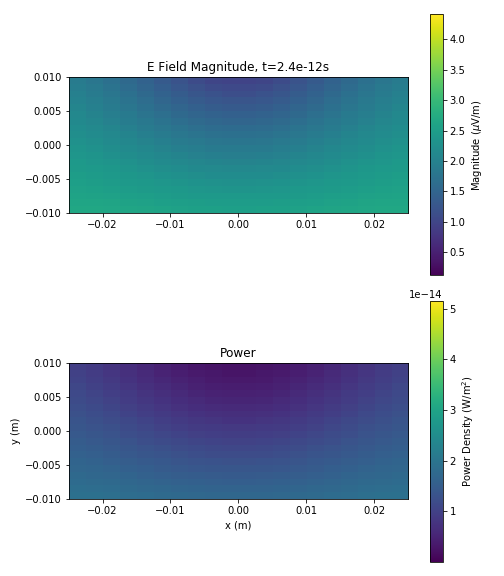 E Field Magnitude, t=2.4e-12s
0.010
0.005
0.000
−0.005
−0.010
−0.02 −0.01 0.00 0.01 0.02
4.0
3.5
3.0
2.5
2.0
1.5
1.0
0.5
Magnitude (μV/m)
Power
0.010
0.005
0.000
−0.005
−0.010
y (m)
−0.02 −0.01 0.00 0.01 0.02
x (m)
1e−14
5
4
3
2
1
Power Density (W/m²)